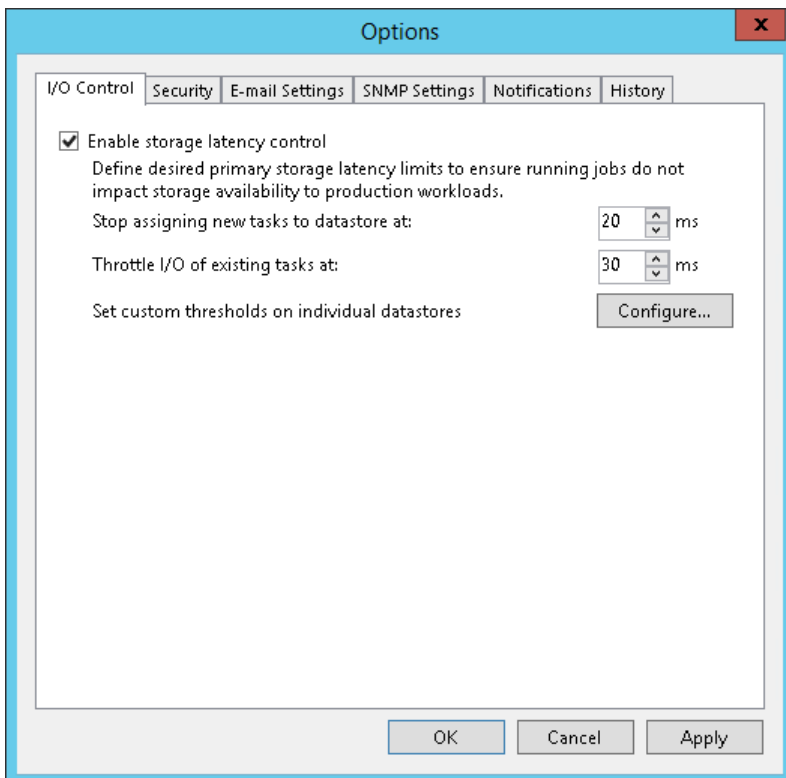 Options
x
I/O Control Security E-mail Settings SNMP Settings Notifications History
Enable storage latency control
Define desired primary storage latency limits to ensure running jobs do not
impact storage availability to production workloads.
Stop assigning new tasks to datastore at: 20 ms
Throttle I/O of existing tasks at: 30 ms
Set custom thresholds on individual datastores Configure...
OK Cancel Apply